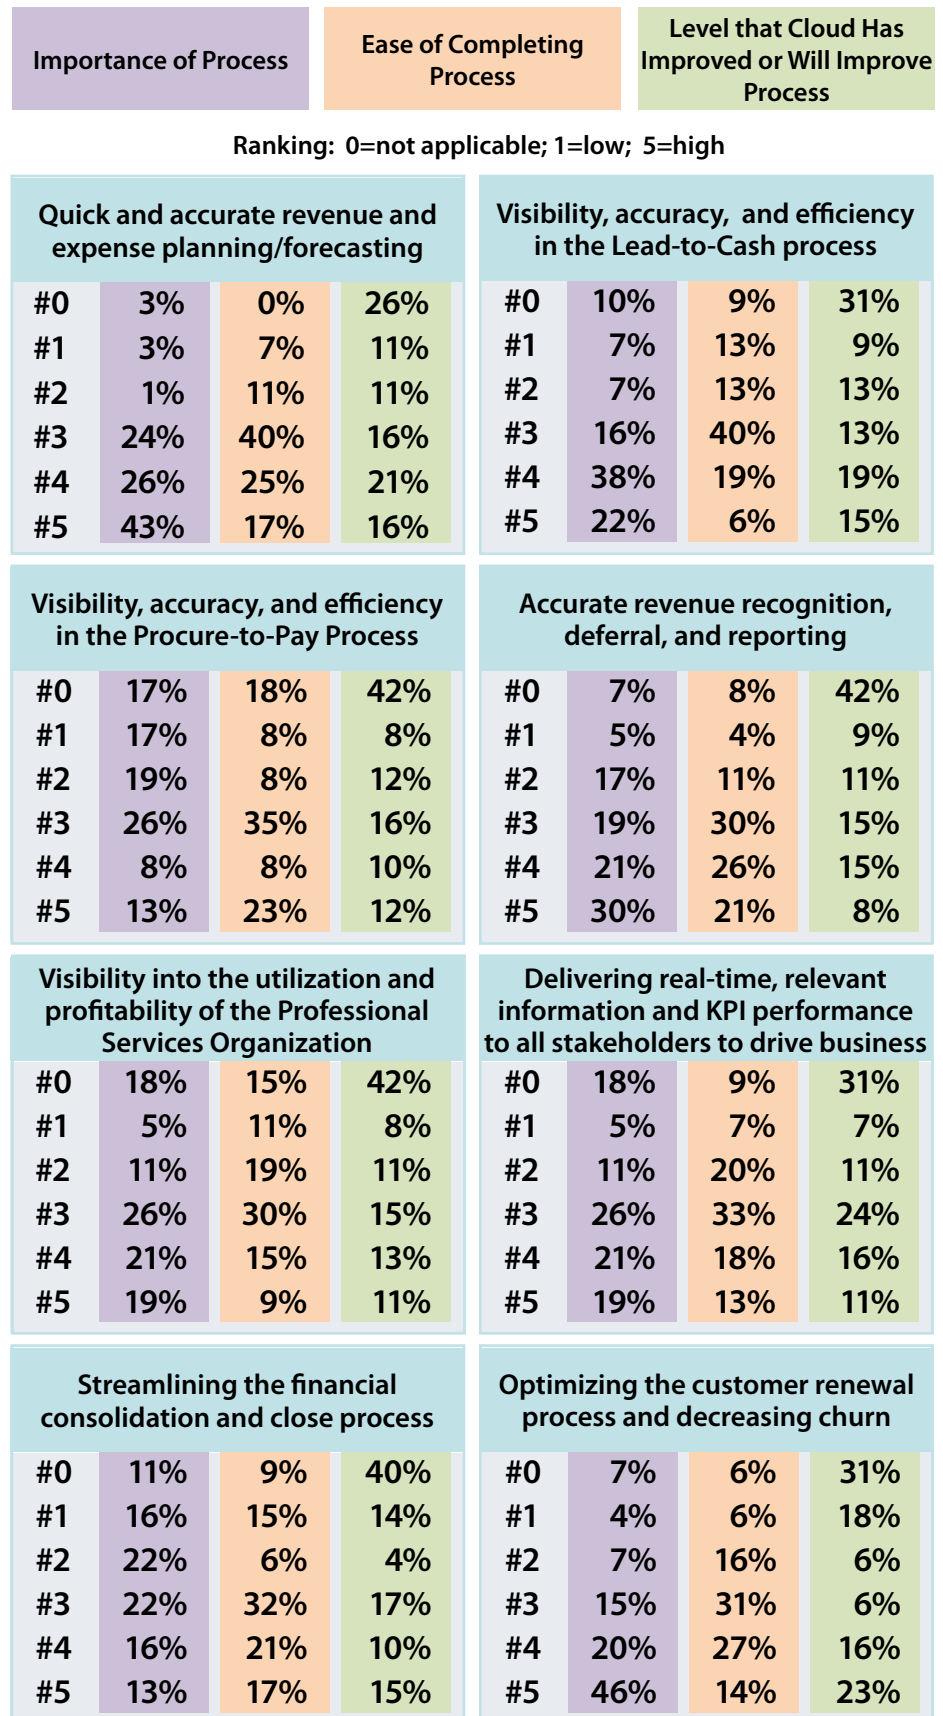 Importance of Process
Ease of Completing
Process
Level that Cloud Has
Improved or Will Improve
Process
Ranking: 0=not applicable; 1=low; 5=high
Quick and accurate revenue and
expense planning/forecasting
#0 3% 0% 26%
#1 3% 7% 11%
#2 1% 11% 11%
#3 24% 40% 16%
#4 26% 25% 21%
#5 43% 17% 16%
Visibility, accuracy, and efficiency
in the Lead-to-Cash process
#0 10% 9% 31%
#1 7% 13% 9%
#2 7% 13% 13%
#3 16% 40% 13%
#4 38% 19% 19%
#5 22% 6% 15%
Visibility, accuracy, and efficiency
in the Procure-to-Pay Process
#0 17% 18% 42%
#1 17% 8% 8%
#2 19% 8% 12%
#3 26% 35% 16%
#4 8% 8% 10%
#5 13% 23% 12%
Accurate revenue recognition,
deferral, and reporting
#0 7% 8% 42%
#1 5% 4% 9%
#2 17% 11% 11%
#3 19% 30% 15%
#4 21% 26% 15%
#5 30% 21% 8%
Visibility into the utilization and
profitability of the Professional
Services Organization
#0 18% 15% 42%
#1 5% 11% 8%
#2 11% 19% 11%
#3 26% 30% 15%
#4 21% 15% 13%
#5 19% 9% 11%
Delivering real-time, relevant
information and KPI performance
to all stakeholders to drive business
#0 18% 9% 31%
#1 5% 7% 7%
#2 11% 20% 11%
#3 26% 33% 24%
#4 21% 18% 16%
#5 19% 13% 11%
Streamlining the financial
consolidation and close process
#0 11% 9% 40%
#1 16% 15% 14%
#2 22% 6% 4%
#3 22% 32% 17%
#4 16% 21% 10%
#5 13% 17% 15%
Optimizing the customer renewal
process and decreasing churn
#0 7% 6% 31%
#1 4% 6% 18%
#2 7% 16% 6%
#3 15% 31% 6%
#4 20% 27% 16%
#5 46% 14% 23%